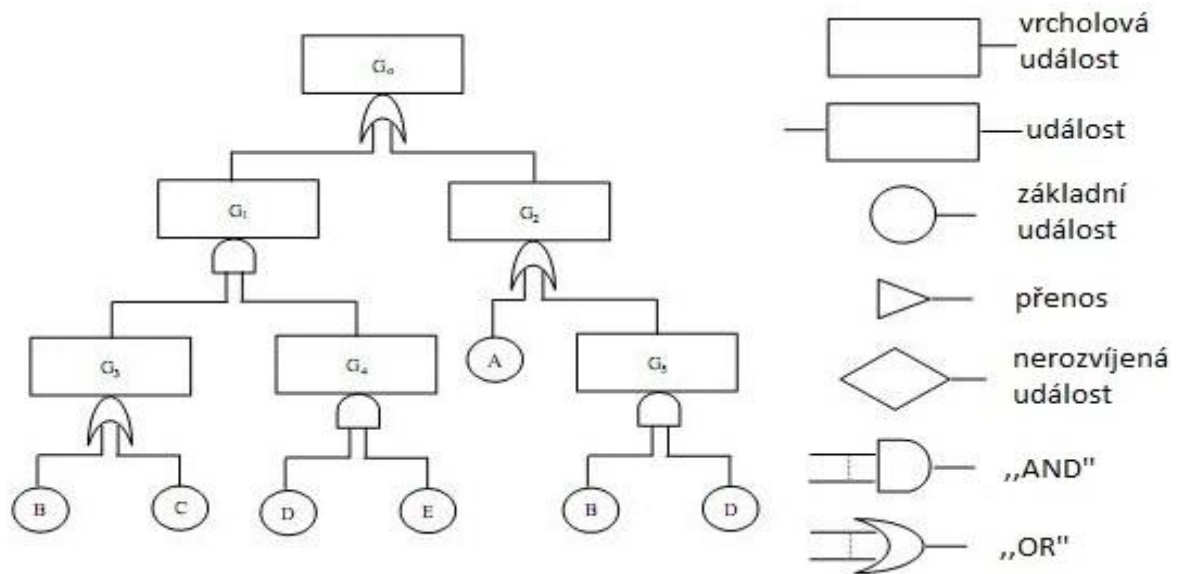 G₀
G₁
G₂
G₃
G₄
A
G₅
B
C
D
E
B
D
vrcholová
událost
událost
základní
událost
přenos
nerozvíjená
událost
,,AND"
,,OR"